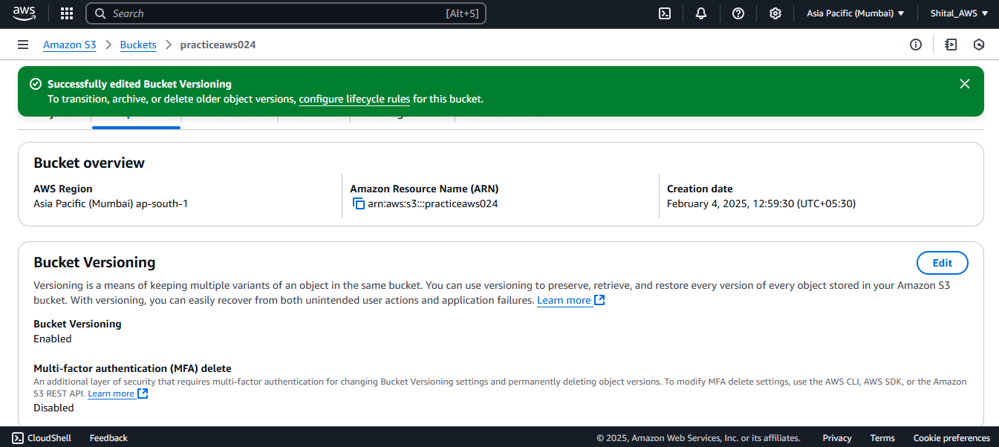 aws
Search [Alt+S] Asia Pacific (Mumbai) Shital_AWS
Amazon S3 Buckets practiceaws024
Successfully edited Bucket Versioning
To transition, archive, or delete older object versions, configure lifecycle rules for this bucket.
Bucket overview
AWS Region
Asia Pacific (Mumbai) ap-south-1
Amazon Resource Name (ARN)
arn:aws:s3:::practiceaws024
Creation date
February 4, 2025, 12:59:30 (UTC+05:30)
Bucket Versioning
Edit
Versioning is a means of keeping multiple variants of an object in the same bucket. You can use versioning to preserve, retrieve, and restore every version of every object stored in your Amazon S3
bucket. With versioning, you can easily recover from both unintended user actions and application failures. Learn more
Bucket Versioning
Enabled
Multi-factor authentication (MFA) delete
An additional layer of security that requires multi-factor authentication for changing Bucket Versioning settings and permanently deleting object versions. To modify MFA delete settings, use the AWS CLI, AWS SDK, or the Amazon
S3 REST API. Learn more
Disabled
CloudShell Feedback © 2025, Amazon Web Services, Inc. or its affiliates. Privacy Terms Cookie preferences